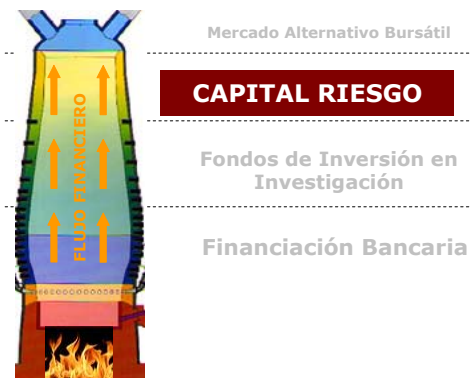 Mercado Alternativo Bursátil
CAPITAL RIESGO
FLUJO FINANCIERO
Fondos de Inversión en
Investigación
Financiación Bancaria